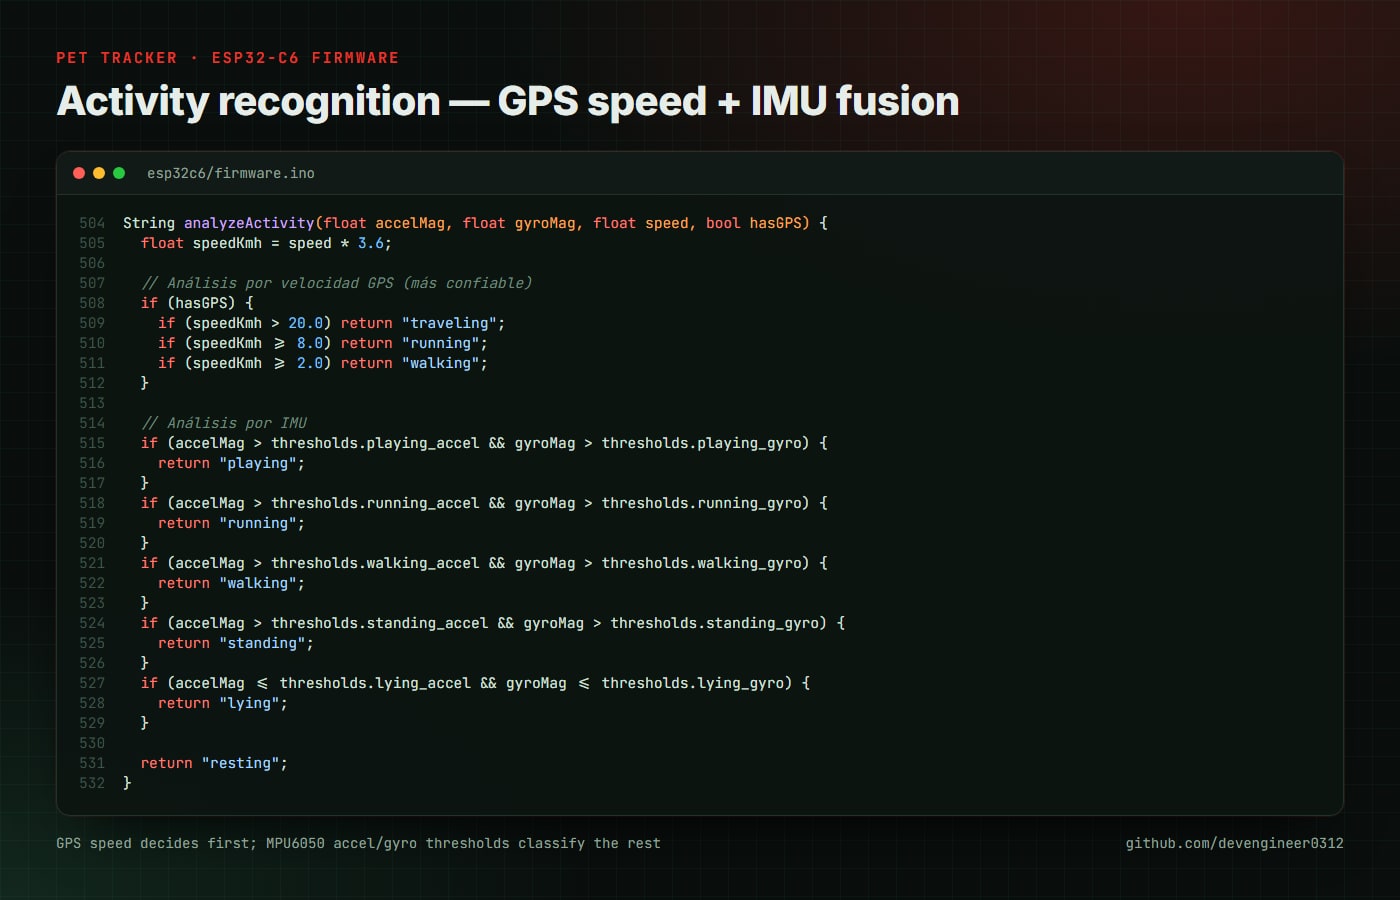 PET TRACKER · ESP32-C6 FIRMWARE
Activity recognition — GPS speed + IMU fusion
esp32c6/firmware.ino
504 String analyzeActivity(float accelMag, float gyroMag, float speed, bool hasGPS) {
505   float speedKmh = speed * 3.6;
506
507   // Análisis por velocidad GPS (más confiable)
508   if (hasGPS) {
509     if (speedKmh > 20.0) return "traveling";
510     if (speedKmh >= 8.0) return "running";
511     if (speedKmh >= 2.0) return "walking";
512   }
513
514   // Análisis por IMU
515   if (accelMag > thresholds.playing_accel && gyroMag > thresholds.playing_gyro) {
516     return "playing";
517   }
518   if (accelMag > thresholds.running_accel && gyroMag > thresholds.running_gyro) {
519     return "running";
520   }
521   if (accelMag > thresholds.walking_accel && gyroMag > thresholds.walking_gyro) {
522     return "walking";
523   }
524   if (accelMag > thresholds.standing_accel && gyroMag > thresholds.standing_gyro) {
525     return "standing";
526   }
527   if (accelMag <= thresholds.lying_accel && gyroMag <= thresholds.lying_gyro) {
528     return "lying";
529   }
530
531   return "resting";
532 }
GPS speed decides first; MPU6050 accel/gyro thresholds classify the rest
github.com/devengineer0312